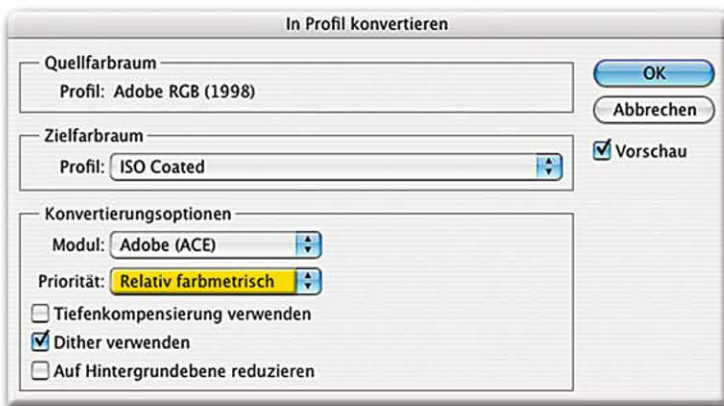 In Profil konvertieren
Quellfarbraum
Profil: Adobe RGB (1998)
OK
Abbrechen
Vorschau
Zielfarbraum
Profil: ISO Coated
Konvertierungsoptionen
Modul: Adobe (ACE)
Priorität: Relativ farbmetrisch
Tiefenkompensierung verwenden
Dither verwenden
Auf Hintergrundebene reduzieren